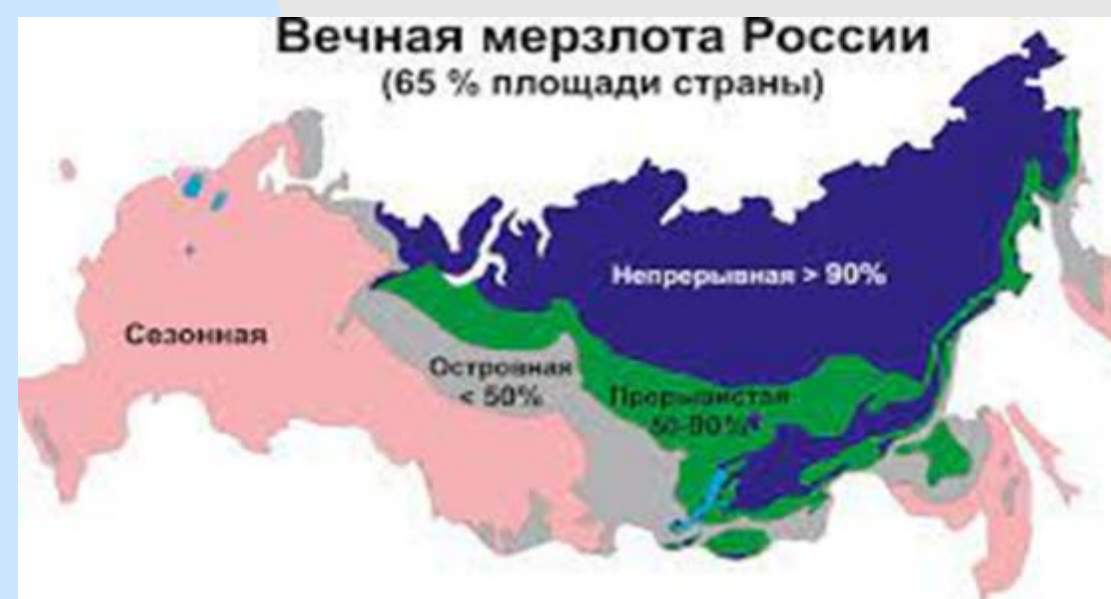 Вечная мерзлота России
(65 % площади страны)
Непрерывная > 90%
Сезонная
Островная
< 50%
Прерывистая
50-90%